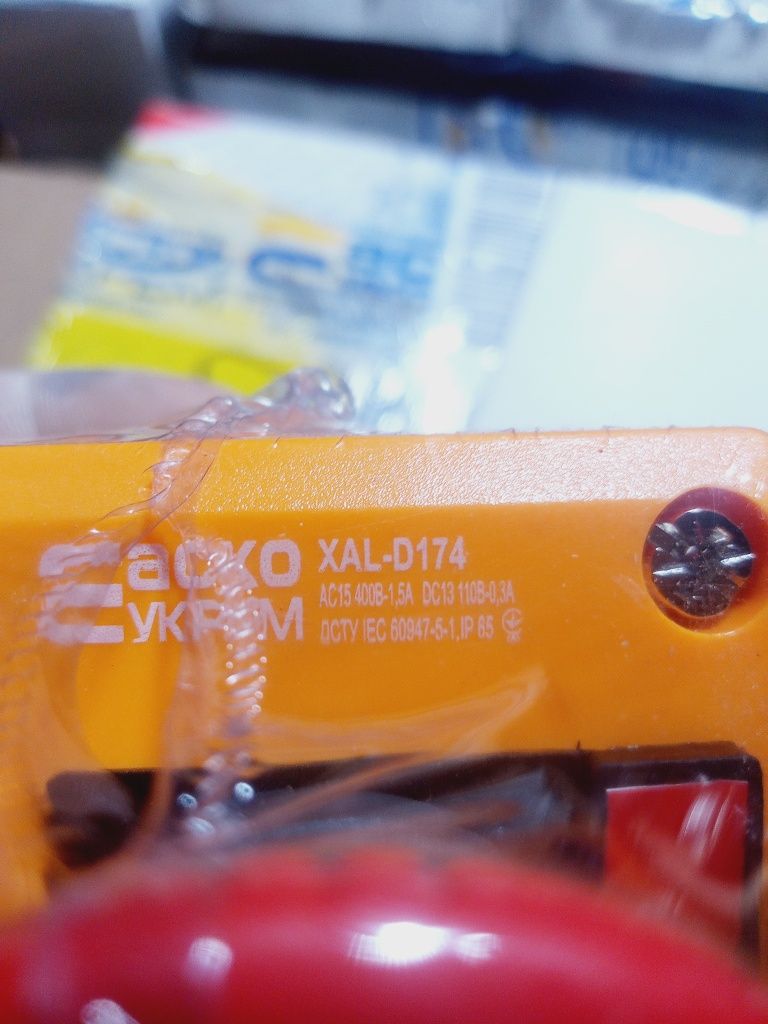 аско
XAL-D174
AC15 400В-1,5А DC13 110В-0,3А
УКРЕМ
ДСТУ IEC 60947-5-1, IP 65